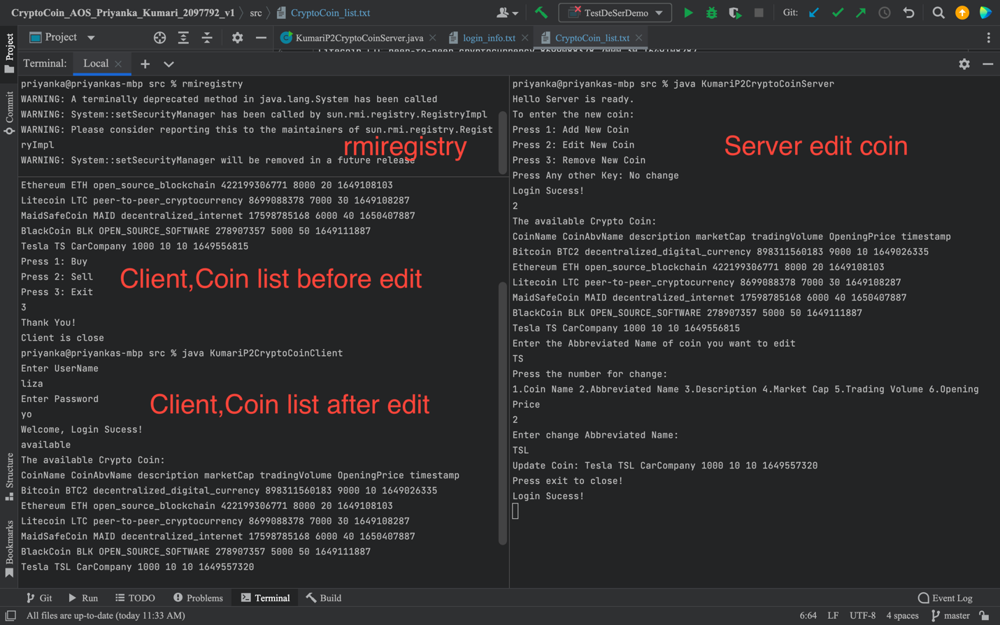 CryptoCoin_AOS_Priyanka_Kumari_2097792_v1 src CryptoCoin_list.txt
TestDeSerDemo
Git:
Project
KumariP2CryptoCoinServer.java
login_info.txt
CryptoCoin_list.txt
Litecoin LTC peer-to-peer_cryptocurrency 8699088378 7000 30 1649108287
Terminal: Local
Project
Commit
Structure
Bookmarks
priyanka@priyankas-mbp src % rmiregistry
WARNING: A terminally deprecated method in java.lang.System has been called
WARNING: System::setSecurityManager has been called by sun.rmi.registry.RegistryImpl
WARNING: Please consider reporting this to the maintainers of sun.rmi.registry.Regist
ryImpl
WARNING: System::setSecurityManager will be removed in a future release
rmiregistry
Ethereum ETH open_source_blockchain 422199306771 8000 20 1649108103
Litecoin LTC peer-to-peer_cryptocurrency 8699088378 7000 30 1649108287
MaidSafeCoin MAID decentralized_internet 17598785168 6000 40 1650407887
BlackCoin BLK OPEN_SOURCE_SOFTWARE 278907357 5000 50 1649111887
Tesla TS CarCompany 1000 10 10 1649556815
Press 1: Buy
Press 2: Sell
Press 3: Exit
Client,Coin list before edit
3
Thank You!
Client is close
priyanka@priyankas-mbp src % java KumariP2CryptoCoinClient
Enter UserName
liza
Enter Password
Client,Coin list after edit
yo
Welcome, Login Sucess!
available
The available Crypto Coin:
CoinName CoinAbvName description marketCap tradingVolume OpeningPrice timestamp
Bitcoin BTC2 decentralized_digital_currency 898311560183 9000 10 1649026335
Ethereum ETH open_source_blockchain 422199306771 8000 20 1649108103
Litecoin LTC peer-to-peer_cryptocurrency 8699088378 7000 30 1649108287
MaidSafeCoin MAID decentralized_internet 17598785168 6000 40 1650407887
BlackCoin BLK OPEN_SOURCE_SOFTWARE 278907357 5000 50 1649111887
Tesla TSL CarCompany 1000 10 10 1649557320
priyanka@priyankas-mbp src % java KumariP2CryptoCoinServer
Hello Server is ready.
To enter the new coin:
Press 1: Add New Coin
Press 2: Edit New Coin
Press 3: Remove New Coin
Press Any other Key: No change
Server edit coin
Login Sucess!
2
The available Crypto Coin:
CoinName CoinAbvName description marketCap tradingVolume OpeningPrice timestamp
Bitcoin BTC2 decentralized_digital_currency 898311560183 9000 10 1649026335
Ethereum ETH open_source_blockchain 422199306771 8000 20 1649108103
Litecoin LTC peer-to-peer_cryptocurrency 8699088378 7000 30 1649108287
MaidSafeCoin MAID decentralized_internet 17598785168 6000 40 1650407887
BlackCoin BLK OPEN_SOURCE_SOFTWARE 278907357 5000 50 1649111887
Tesla TS CarCompany 1000 10 10 1649556815
Enter the Abbreviated Name of coin you want to edit
TS
Press the number for change:
1.Coin Name 2.Abbreviated Name 3.Description 4.Market Cap 5.Trading Volume 6.Opening
Price
2
Enter change Abbreviated Name:
TSL
Update Coin: Tesla TSL CarCompany 1000 10 10 1649557320
Press exit to close!
Login Sucess!
Git Run TODO Problems Terminal Build Event Log
All files are up-to-date (today 11:33 AM) 6:64 LF UTF-8 4 spaces master